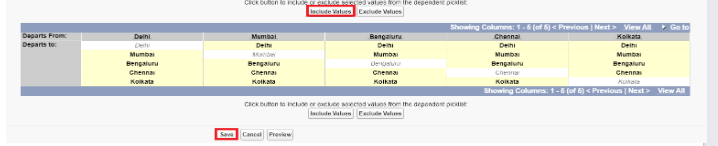 Click button to include or exclude selected values from the dependent picklist:
Include Values Exclude Values
Showing Columns: 1 - 5 (of 5) < Previous | Next > View All Go to
Departs From: Delhi Mumbai Bengaluru Chennai Kolkata
Departs to: Delhi Delhi Delhi Delhi Delhi
Mumbai Mumbai Mumbai Mumbai Mumbai
Bengaluru Bengaluru Bengaluru Bengaluru Bengaluru
Chennai Chennai Chennai Chennai Chennai
Kolkata Kolkata Kolkata Kolkata Kolkata
Showing Columns: 1 - 5 (of 5) < Previous | Next > View All
Click button to include or exclude selected values from the dependent picklist:
Include Values Exclude Values
Save Cancel Preview